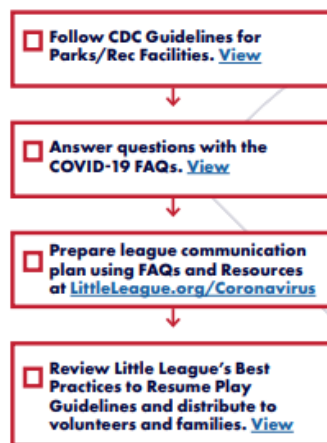 Follow CDC Guidelines for
Parks/Rec Facilities. View
Answer questions with the
COVID-19 FAQs. View
Prepare league communication
plan using FAQs and Resources
at LittleLeague.org/Coronavirus
Review Little League's Best
Practices to Resume Play
Guidelines and distribute to
volunteers and families. View